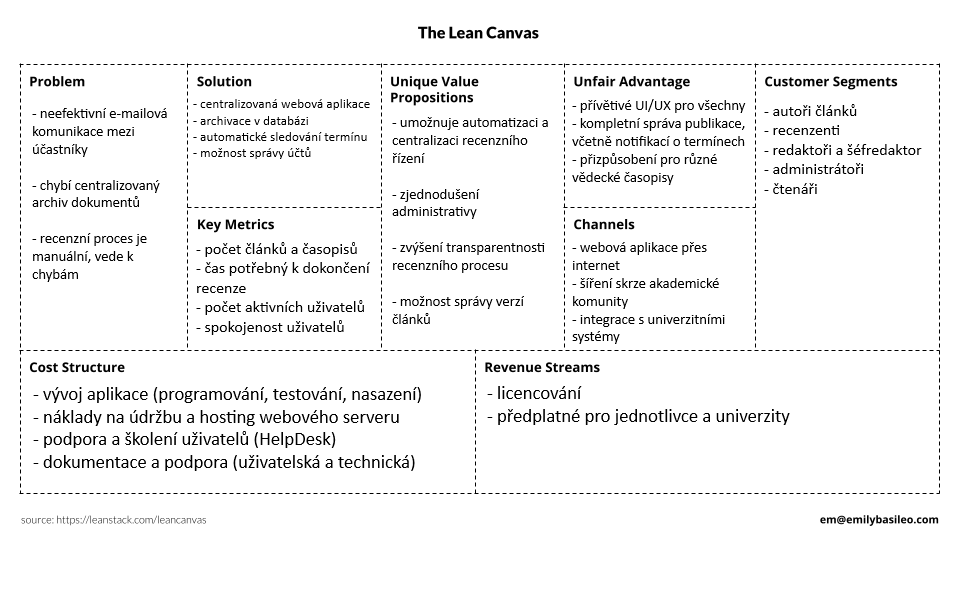 The Lean Canvas
Problem
- neefektivní e-mailová
komunikace mezi
účastníky
- chybí centralizovaný
archiv dokumentů
- recenzní proces je
manuální, vede k
chybám
Solution
- centralizovaná webová aplikace
- archivace v databázi
- automatické sledování termínu
- možnost správy účtů
Key Metrics
- počet článků a časopisů
- čas potřebný k dokončení
recenze
- počet aktivních uživatelů
- spokojenost uživatelů
Unique Value
Propositions
- umožnuje automatizaci a
centralizaci recenzního
řízení
- zjednodušení
administrativy
- zvýšení transparentnosti
recenzního procesu
- možnost správy verzí
článků
Unfair Advantage
- přívětivé UI/UX pro všechny
- kompletní správa publikace,
včetně notifikací o termínech
- přizpůsobení pro různé
vědecké časopisy
Channels
- webová aplikace přes
internet
- šíření skrze akademické
komunity
- integrace s univerzitními
systémy
Customer Segments
- autoři článků
- recenzenti
- redaktoři a šéfredaktor
- administrátoři
- čtenáři
Cost Structure
- vývoj aplikace (programování, testování, nasazení)
- náklady na údržbu a hosting webového serveru
- podpora a školení uživatelů (HelpDesk)
- dokumentace a podpora (uživatelská a technická)
Revenue Streams
- licencování
- předplatné pro jednotlivce a univerzity
source: https://leanstack.com/leancanvas
em@emilybasileo.com